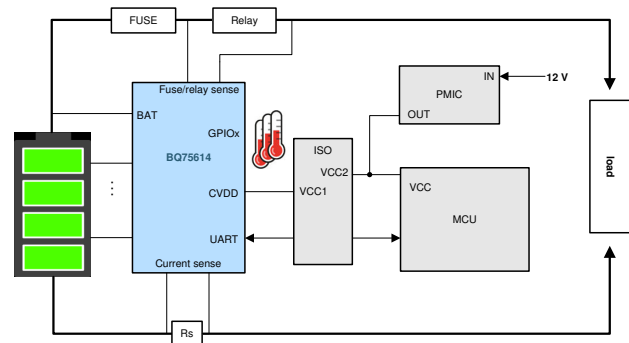 FUSE
Relay
Fuse/relay sense
BAT
GPIOx
BQ75614
CVDD
UART
Current sense
Rs
ISO
VCC2
VCC1
PMIC
IN
12 V
OUT
VCC
MCU
load